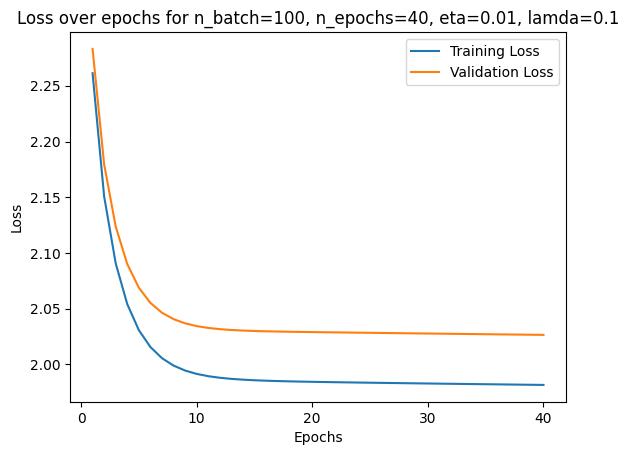 Loss over epochs for n_batch=100, n_epochs=40, eta=0.01, lamda=0.1
Training Loss
Validation Loss
2.25
2.20
2.15
2.10
2.05
2.00
Loss
0
10
20
30
40
Epochs